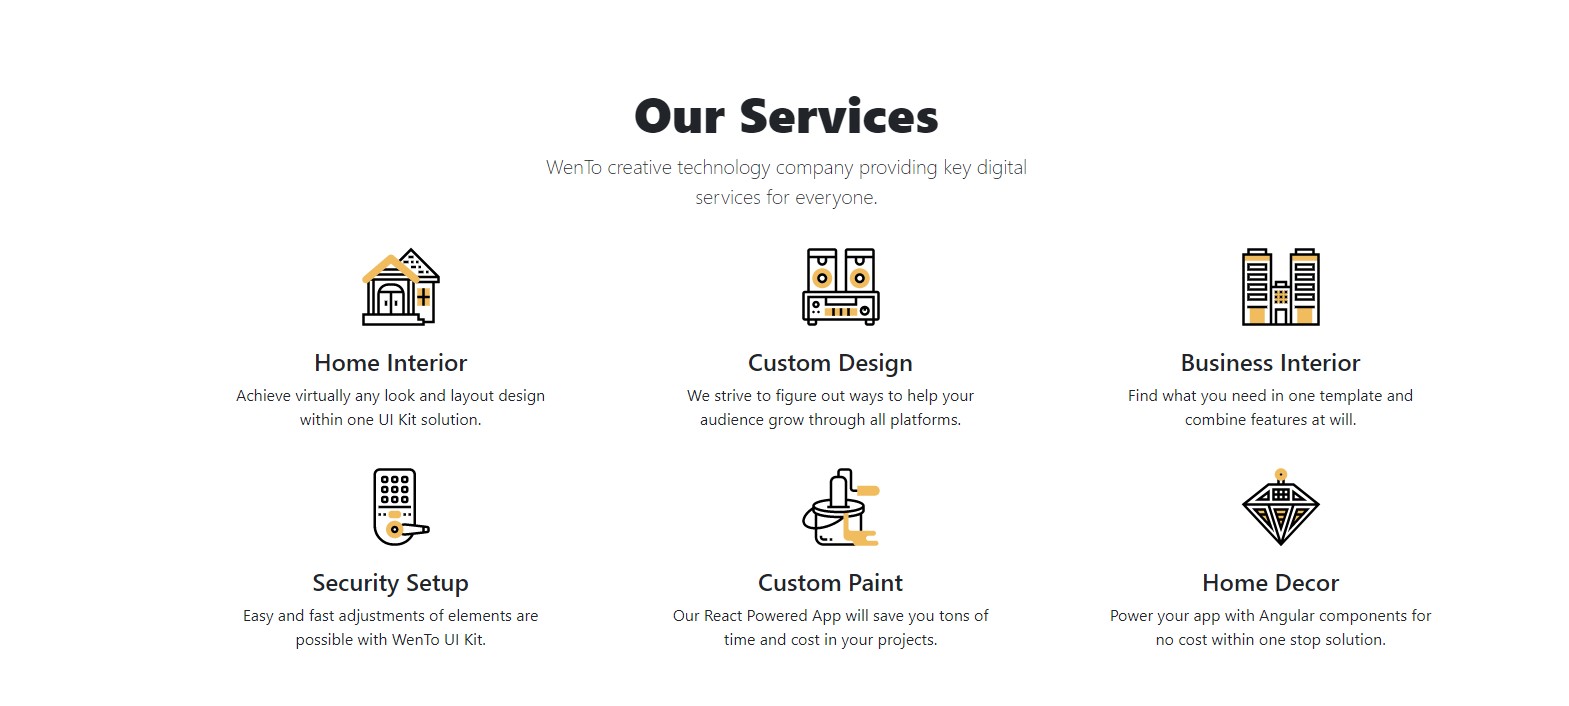 Our Services
WenTo creative technology company providing key digital
services for everyone.
Home Interior
Achieve virtually any look and layout design
within one UI Kit solution.
Custom Design
We strive to figure out ways to help your
audience grow through all platforms.
Business Interior
Find what you need in one template and
combine features at will.
Security Setup
Easy and fast adjustments of elements are
possible with WenTo UI Kit.
Custom Paint
Our React Powered App will save you tons of
time and cost in your projects.
Home Decor
Power your app with Angular components for
no cost within one stop solution.